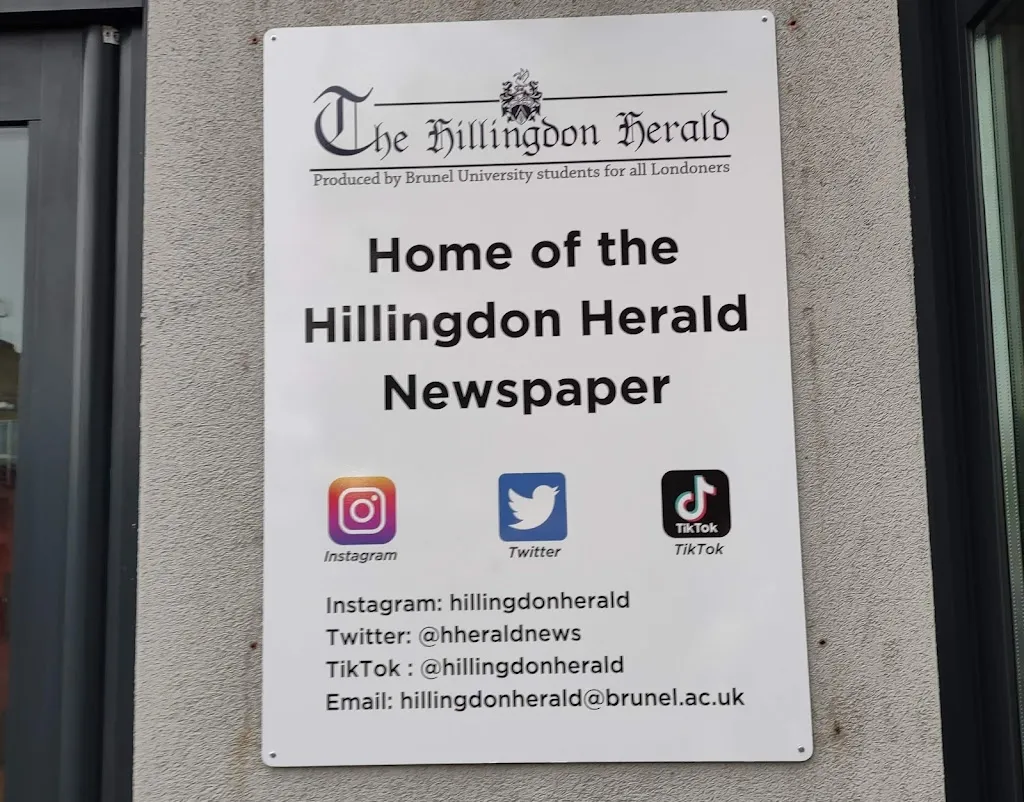 The Hillingdon Herald
Produced by Brunel University students for all Londoners
Home of the
Hillingdon Herald
Newspaper
TikTok
Instagram Twitter TikTok
Instagram: hillingdonherald
Twitter: @hheraldnews
TikTok : @hillingdonherald
Email: hillingdonherald@brunel.ac.uk